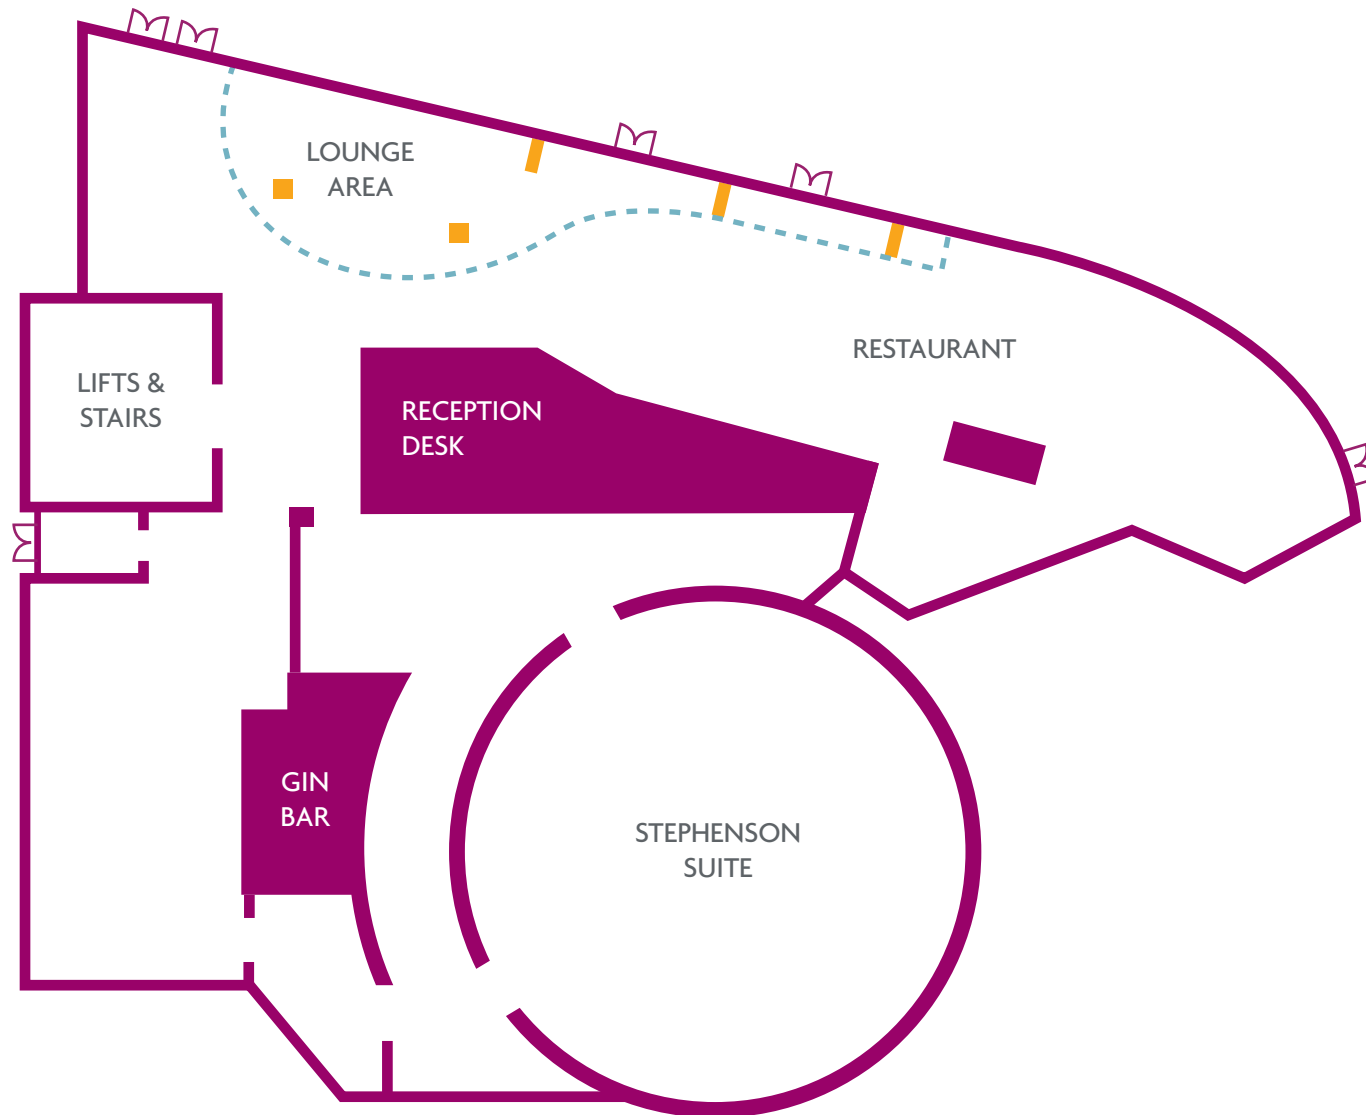 LOUNGE
AREA
RESTAURANT
LIFTS &
STAIRS
RECEPTION
DESK
GIN
BAR
STEPHENSON
SUITE